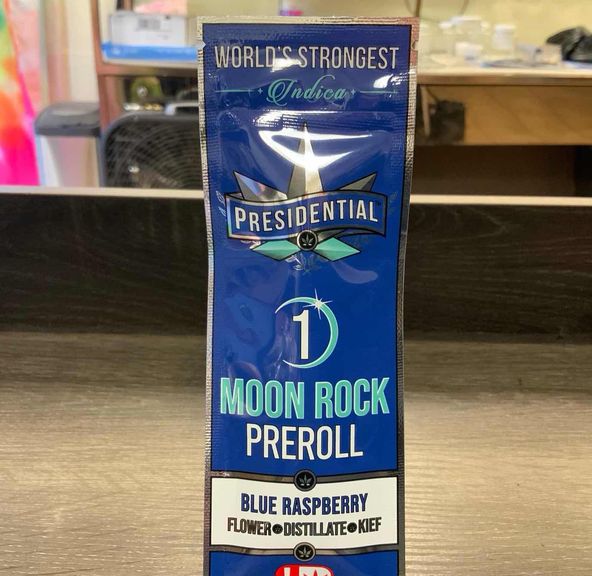 WORLD'S STRONGEST
Indica
PRESIDENTIAL
1
MOON ROCK
PREROLL
BLUE RASPBERRY
FLOWER•DISTILLATE•KIEF